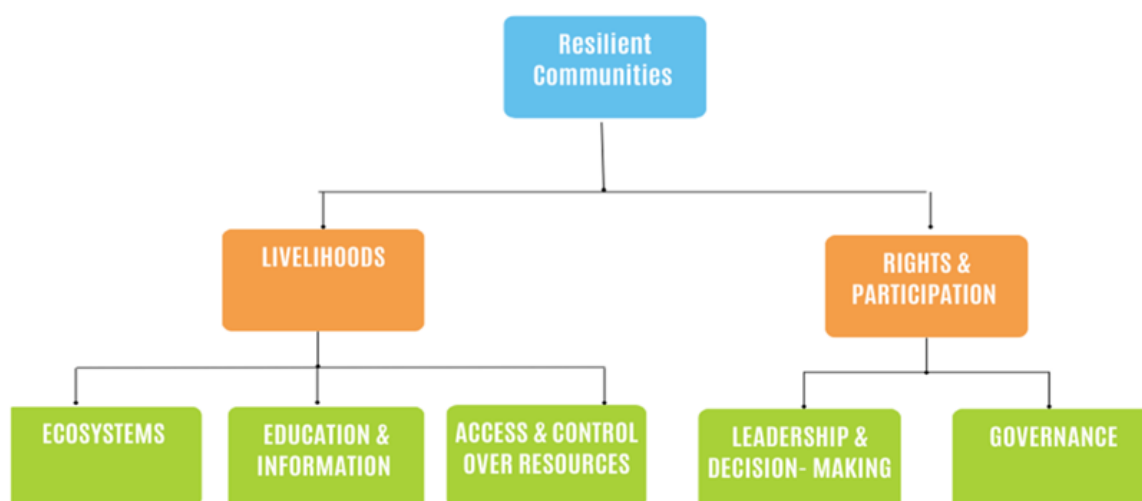 Resilient
Communities
LIVELIHOODS
RIGHTS &
PARTICIPATION
ECOSYSTEMS
EDUCATION &
INFORMATION
ACCESS & CONTROL
OVER RESOURCES
LEADERSHIP &
DECISION- MAKING
GOVERNANCE